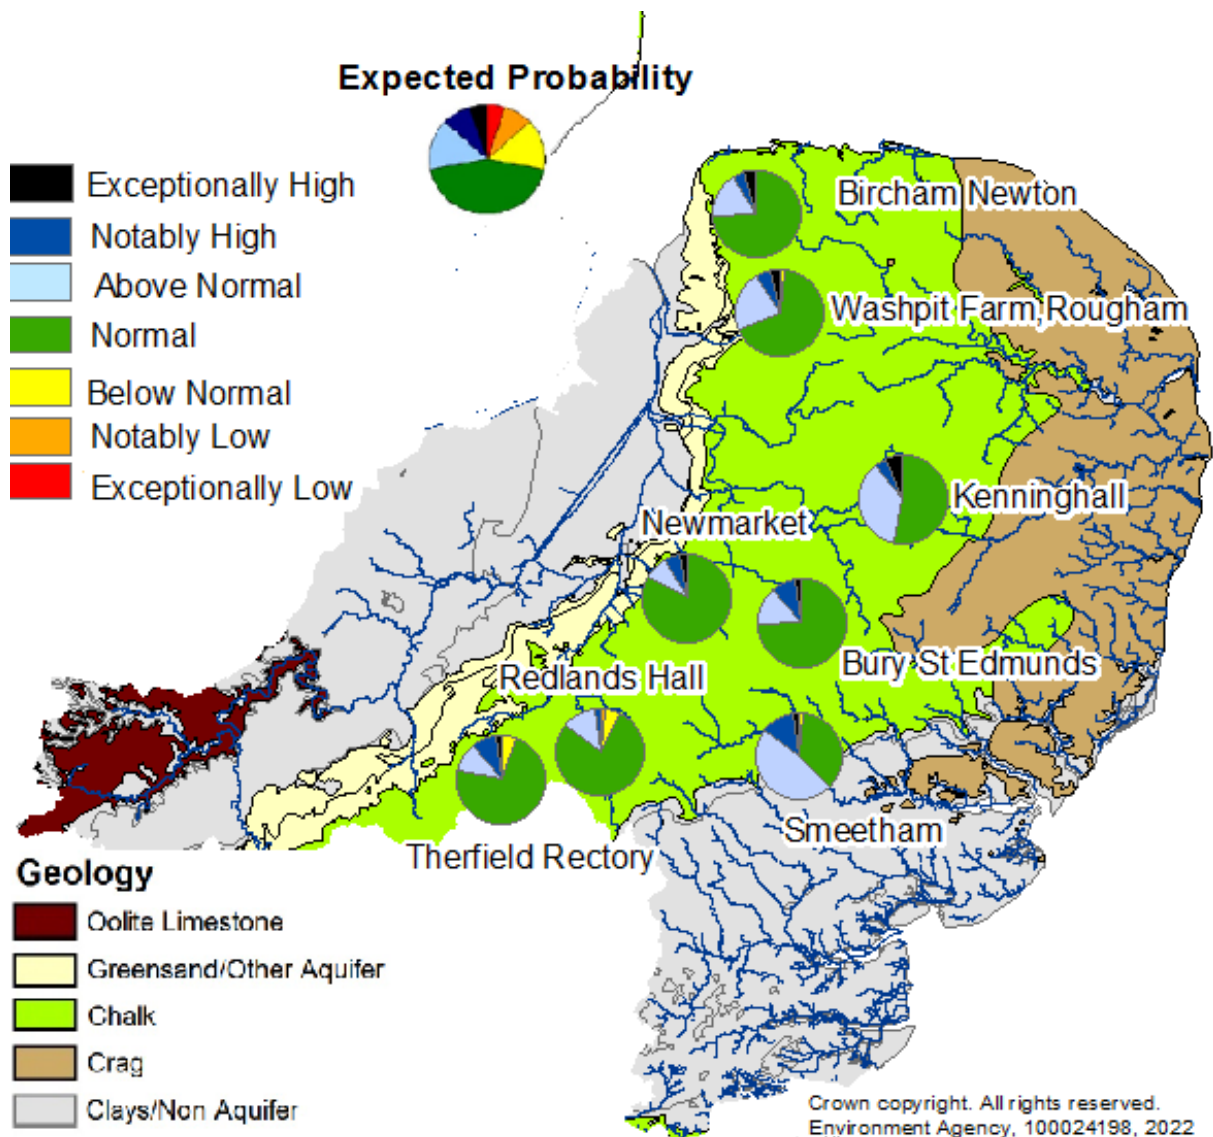 Expected Probability
Exceptionally High
Notably High
Above Normal
Normal
Below Normal
Notably Low
Exceptionally Low
Bircham Newton
Washpit Farm,Rougham
Kenninghall
Newmarket
Bury St Edmunds
Redlands Hall
Smeetham
Therfield Rectory
Geology
Oolite Limestone
Greensand/Other Aquifer
Chalk
Crag
Clays/Non Aquifer
Crown copyright. All rights reserved.
Environment Agency, 100024198, 2022